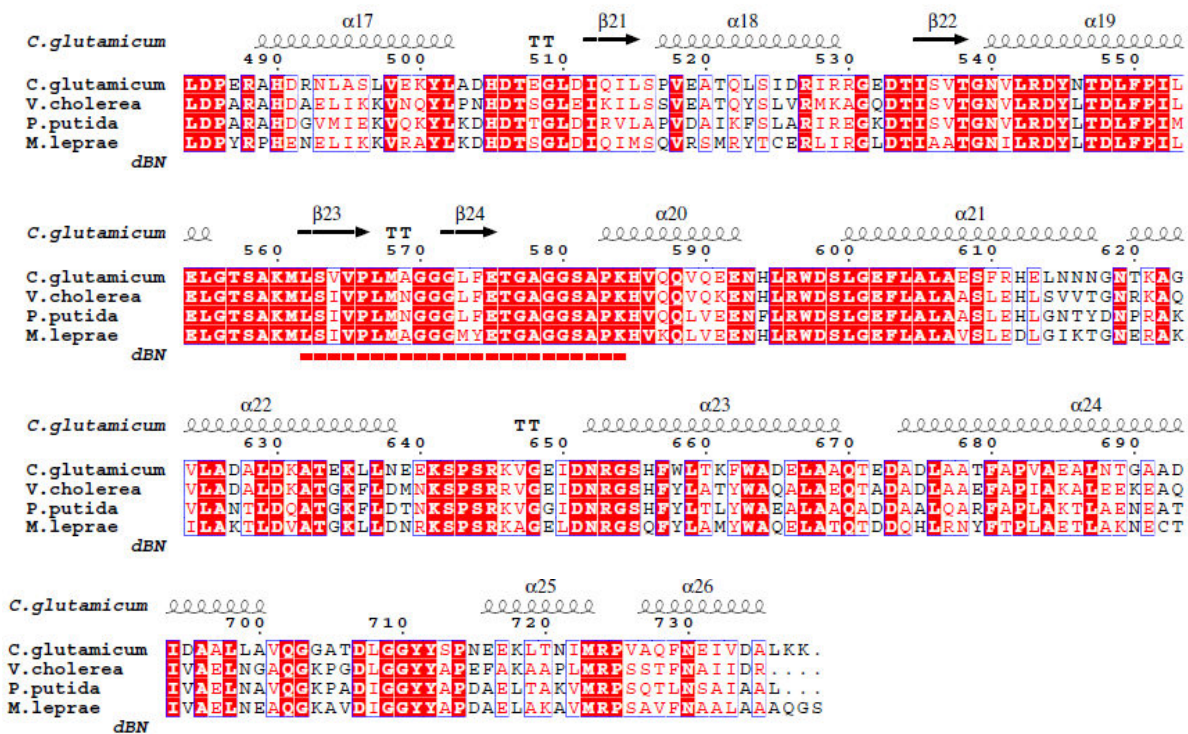 α17 β21 α18 β22 α19
C.glutamicum TT
490 500 510 520 530 540 550
C.glutamicum LDPERAHDRNLASLVEKYLADHDTEGLDIQILSPVEATQLSIDRIRRGEDTISVTGNVLRDYNTDLFPIL
V.cholerea LDPARAHDAELIKKVNQYLPNHDTSGLEIKILSPVEATQYSLVRMKAGQDTISVTGNVLRDYLTDLFPIL
P.putida LDPARAHDGVMIEKVQKYLKDHDTTGLDIRVLAPVDAIKFSLARIREGKDTISVTGNVLRDYLTDLFPIM
M.leprae LDPYRPHENELIKKVRAYLKDHDTSGLDIQIMSQVRSMRYTCERLIRGLDTIAATGNILRDYLTDLFPIL
dBN
β23 β24 α20 α21
C.glutamicum TT
560 570 580 590 600 610 620
C.glutamicum ELGTSAKMLSVVPLMAGGGLFETGAGGSAPKHVQQVQEENHLRWDSLGEFLALAESFRHELNNNGNTKAG
V.cholerea ELGTSAKMLSIVPLMNGGGLFETGAGGSAPKHVQQVQKENHLRWDSLGEFLALAASLEHLSVVTGNRKAQ
P.putida ELGTSAKMLSIVPLMNGGGLFETGAGGSAPKHVQQLVEENFLRWDSLGEFLALAASLEHLGNTYDNPRAK
M.leprae ELGTSAKMLSIVPLMAGGGMYETGAGGSAPKHVKQLVEENHLRWDSLGEFLALAVSLEDLGIKTGNERAK
dBN
α22 α23 α24
C.glutamicum TT
630 640 650 660 670 680 690
C.glutamicum VLADALDKATEKLLNEEKSPSRKVGEIDNRGSHFWLTKFWADELAAQTEDADLAATFAPVAEALNTGAAD
V.cholerea VLADALDKATGKFLDMNKSPSRRVGEIDNRGSHFYLATYWAQALAEQTADADLAAEFAPIAKALEEKEAQ
P.putida VLANTLDQATGKFLDTNKSPSRKVGGIDNRGSHFYLTLYWAEALAAQADDAALQARFAPLAKTLAENEAT
M.leprae ILAKTLDVATGKLLDNRKSPSRKAGELDNRGSQFYLAMYWAQELATQTDDQHLRNYFTPLAETLAKNECT
dBN
α25 α26
C.glutamicum
700 710 720 730
C.glutamicum IDAALLAVQGGATDLGGYYSPNEEKLTNIMRPVAQFNEIVDALKK.
V.cholerea IVAELNGAQGKPGDLGGYYAPEFAKAAPLMRPSSTFNAIIDR....
P.putida IVAELNAVQGKPADIGGYYAPDAELTAKVMRPSQTLNSAIAAL...
M.leprae IVAELNEAQGKAVDIGGYYAPDAELAKAVMRPSAVFNAALAAAQGS
dBN